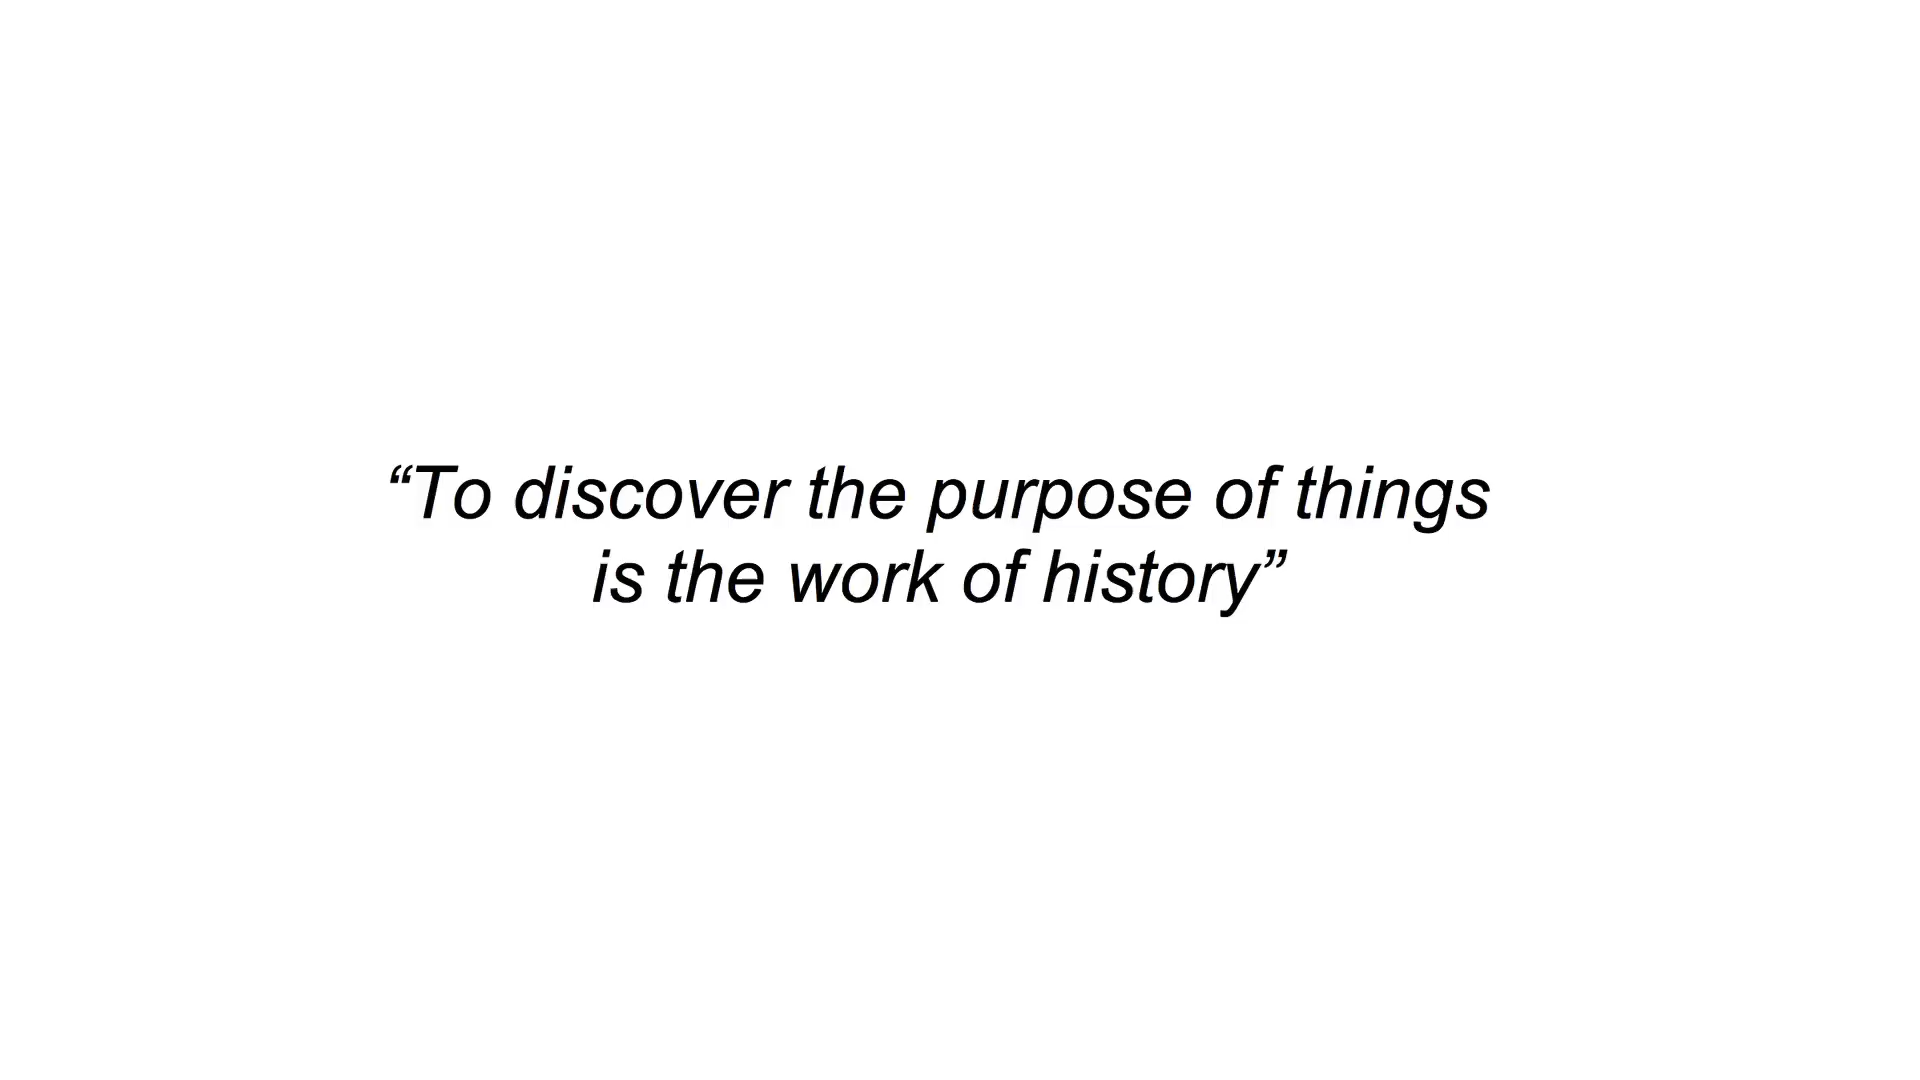 “To discover the purpose of things
is the work of history”